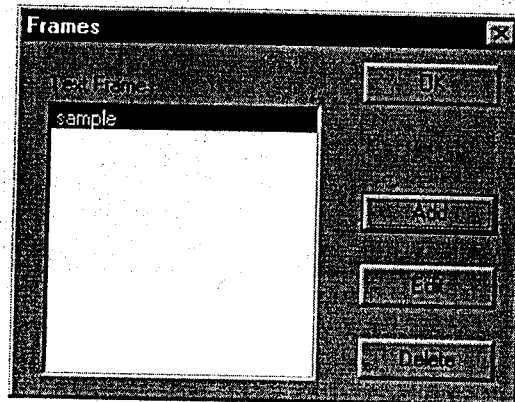 Frames
Text Frames
OK
sample
Add
Edit
Delete